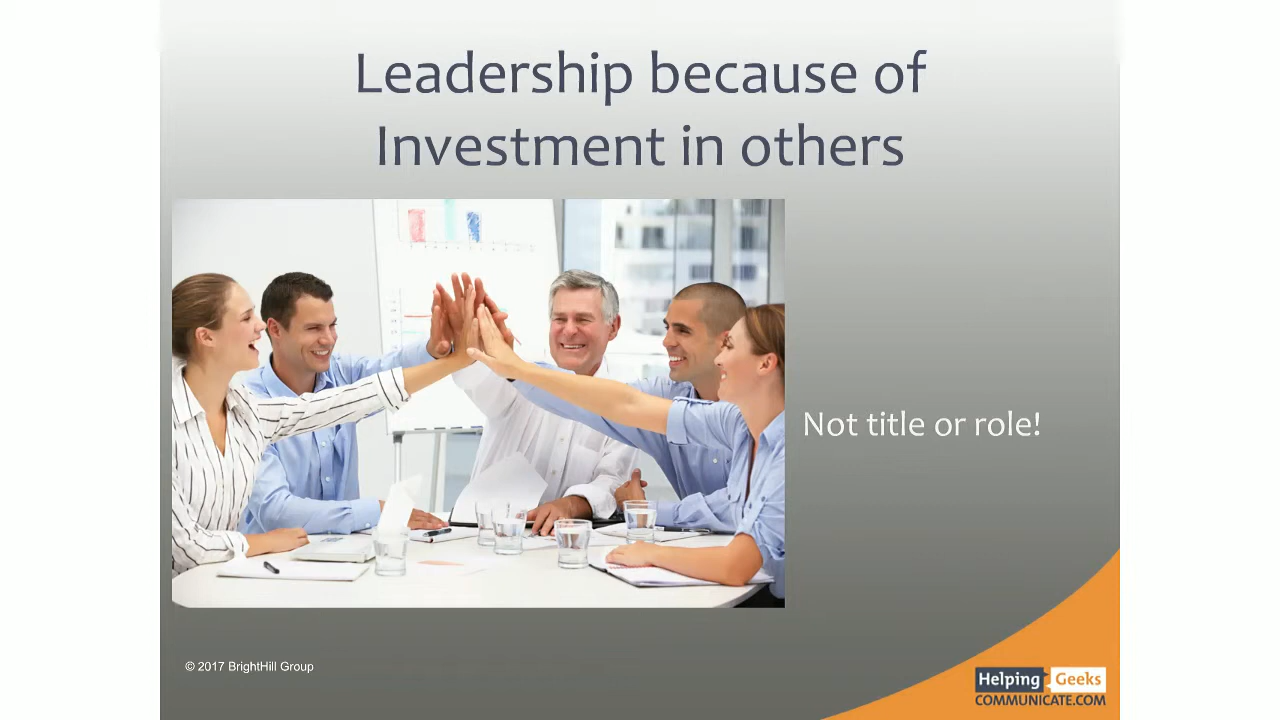 Leadership because of
Investment in others
Not title or role!
© 2017 BrightHill Group
Helping Geeks
COMMUNICATE.COM